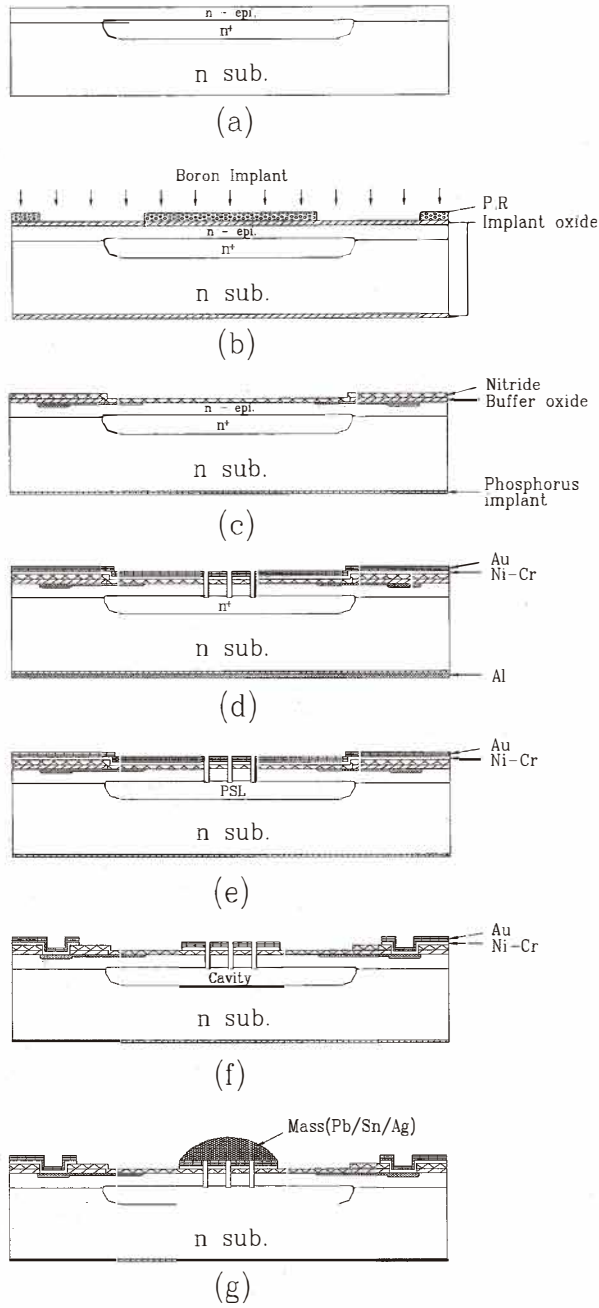 n - epi.
n+
n sub.
(a)
Boron Implant
P.R
Implant oxide
n - epi.
n+
n sub.
(b)
Nitride
Buffer oxide
n - epi.
n+
n sub.
Phosphorus
implant
(c)
Au
Ni-Cr
n+
n sub.
Al
(d)
Au
Ni-Cr
PSL
n sub.
(e)
Au
Ni-Cr
Cavity
n sub.
(f)
Mass(Pb/Sn/Ag)
n sub.
(g)